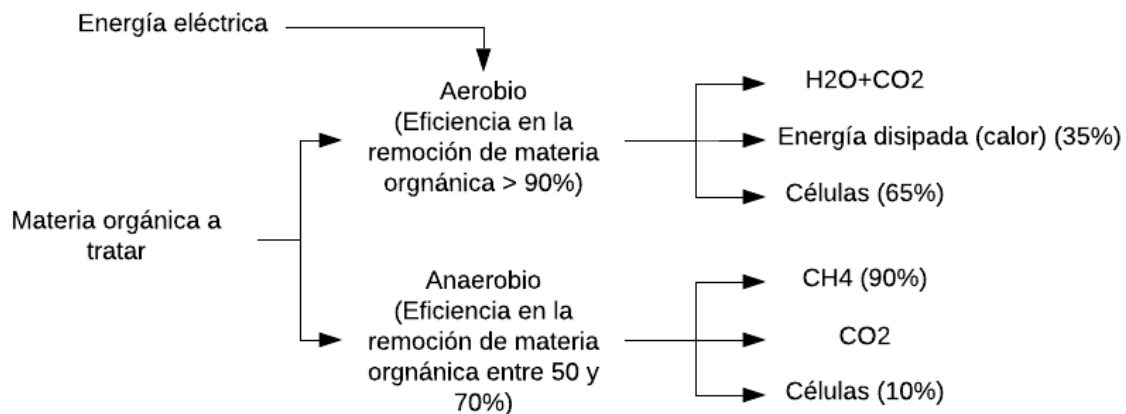 Energía eléctrica
Aerobio
(Eficiencia en la
remoción de materia
orgnánica > 90%)
H2O+CO2
Energía disipada (calor) (35%)
Células (65%)
Materia orgánica a
tratar
Anaerobio
(Eficiencia en la
remoción de materia
orgnánica entre 50 y
70%)
CH4 (90%)
CO2
Células (10%)